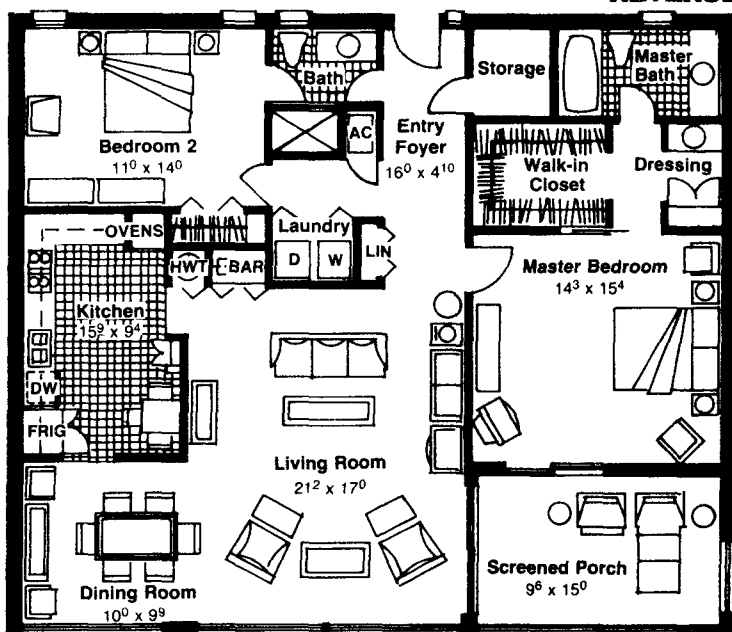 Bath
Storage
Master
Bath
AC
Entry
Foyer
16⁰ x 4¹⁰
Bedroom 2
11⁰ x 14⁰
Walk-in
Closet
Dressing
OVENS
Laundry
D
W
LIN
HWT
BAR
Master Bedroom
14³ x 15⁴
Kitchen
15⁹ x 9⁴
DW
FRIG
Living Room
21² x 17⁰
Screened Porch
9⁶ x 15⁰
Dining Room
10⁰ x 9⁹